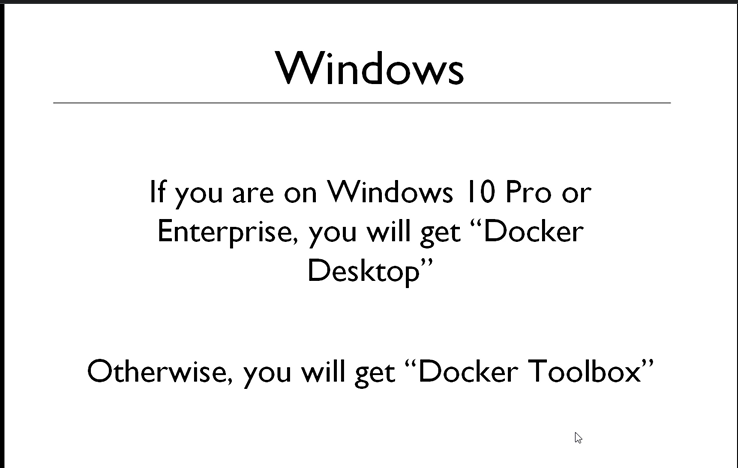 Windows
If you are on Windows 10 Pro or
Enterprise, you will get “Docker
Desktop”
Otherwise, you will get “Docker Toolbox”